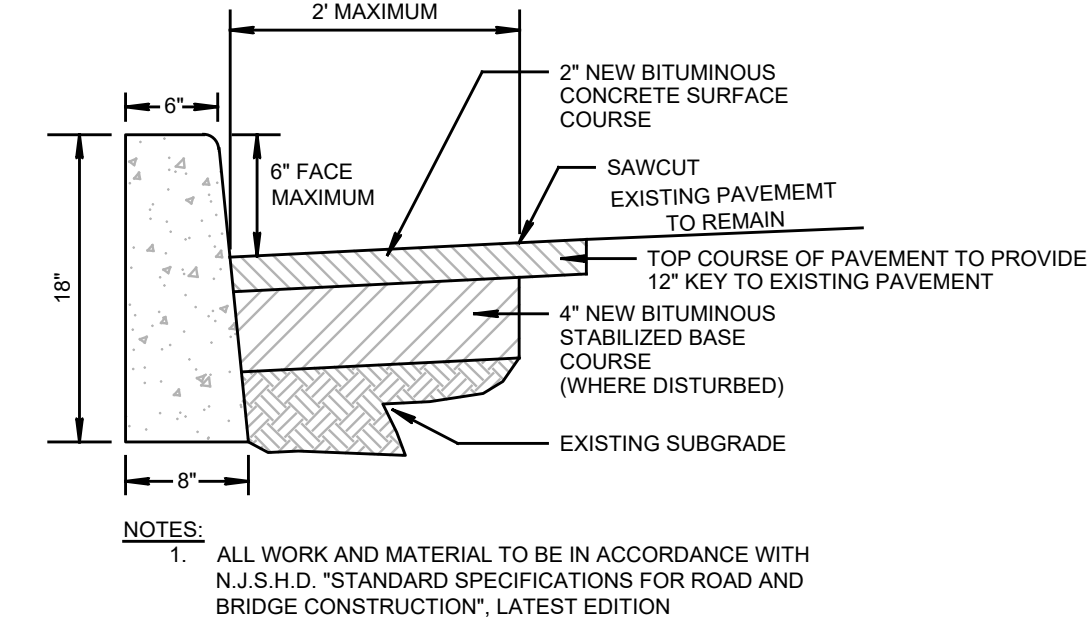 2' MAXIMUM
6"
2" NEW BITUMINOUS
CONCRETE SURFACE
COURSE
SAWCUT
6" FACE
MAXIMUM
EXISTING PAVEMEMT
TO REMAIN
TOP COURSE OF PAVEMENT TO PROVIDE
12" KEY TO EXISTING PAVEMENT
18"
4" NEW BITUMINOUS
STABILIZED BASE
COURSE
(WHERE DISTURBED)
EXISTING SUBGRADE
8"
NOTES:
1. ALL WORK AND MATERIAL TO BE IN ACCORDANCE WITH
N.J.S.H.D. "STANDARD SPECIFICATIONS FOR ROAD AND
BRIDGE CONSTRUCTION", LATEST EDITION